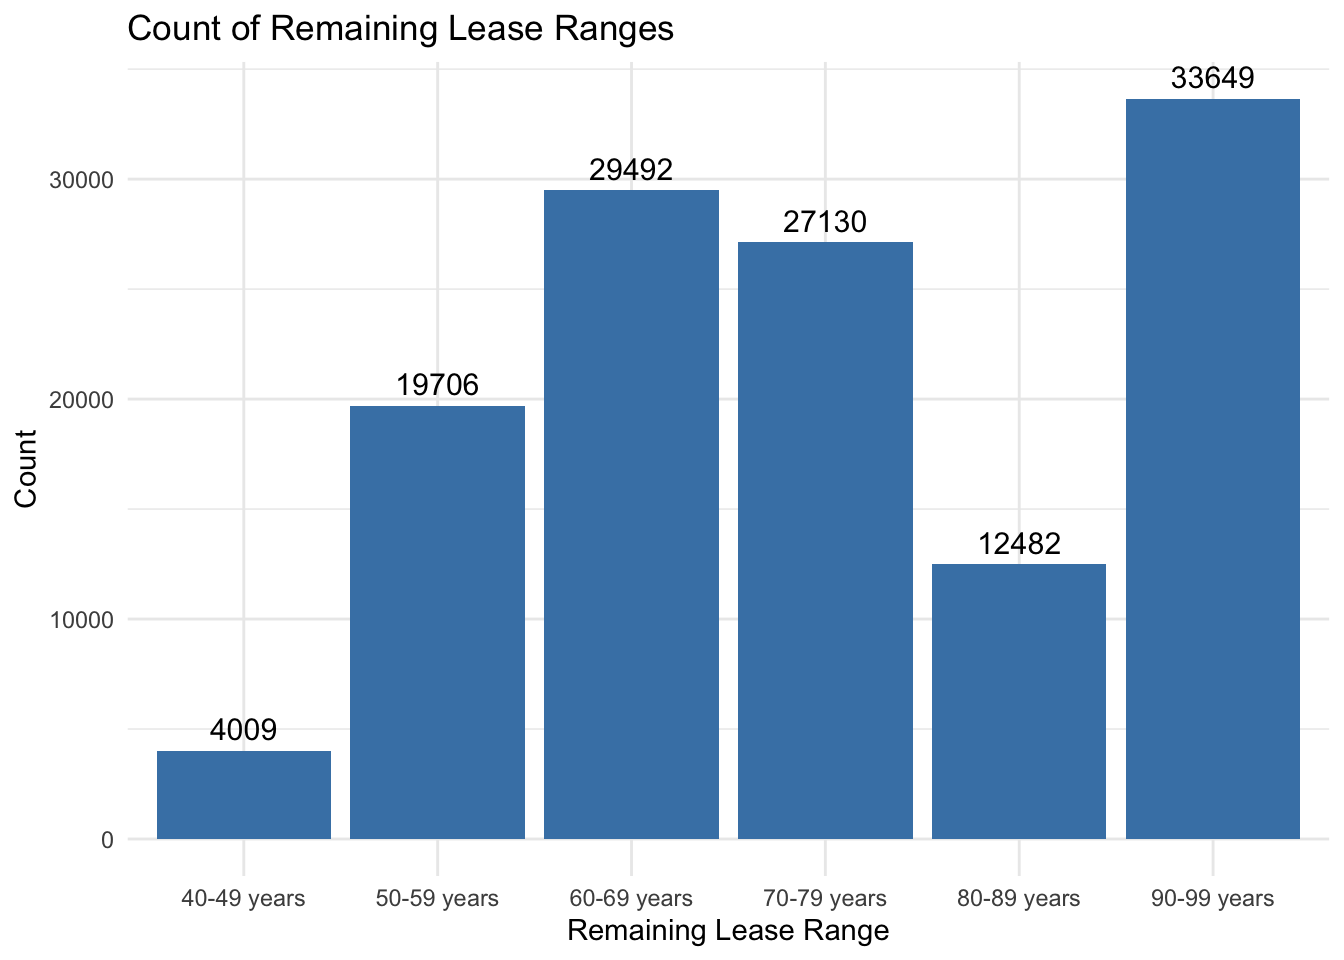 Count of Remaining Lease Ranges
33649
29492
27130
19706
12482
4009
30000
20000
10000
0
Count
40-49 years
50-59 years
60-69 years
70-79 years
80-89 years
90-99 years
Remaining Lease Range